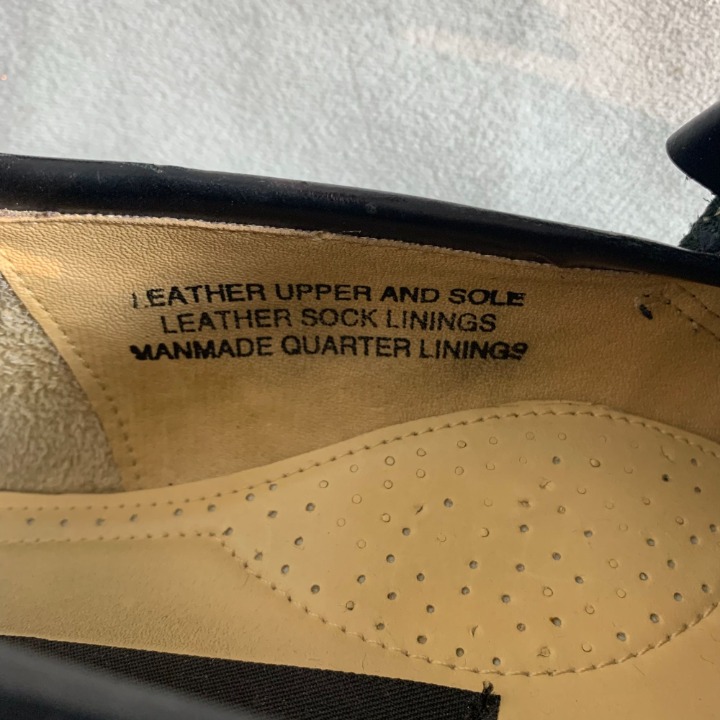 LEATHER UPPER AND SOLE
LEATHER SOCK LININGS
MANMADE QUARTER LININGS